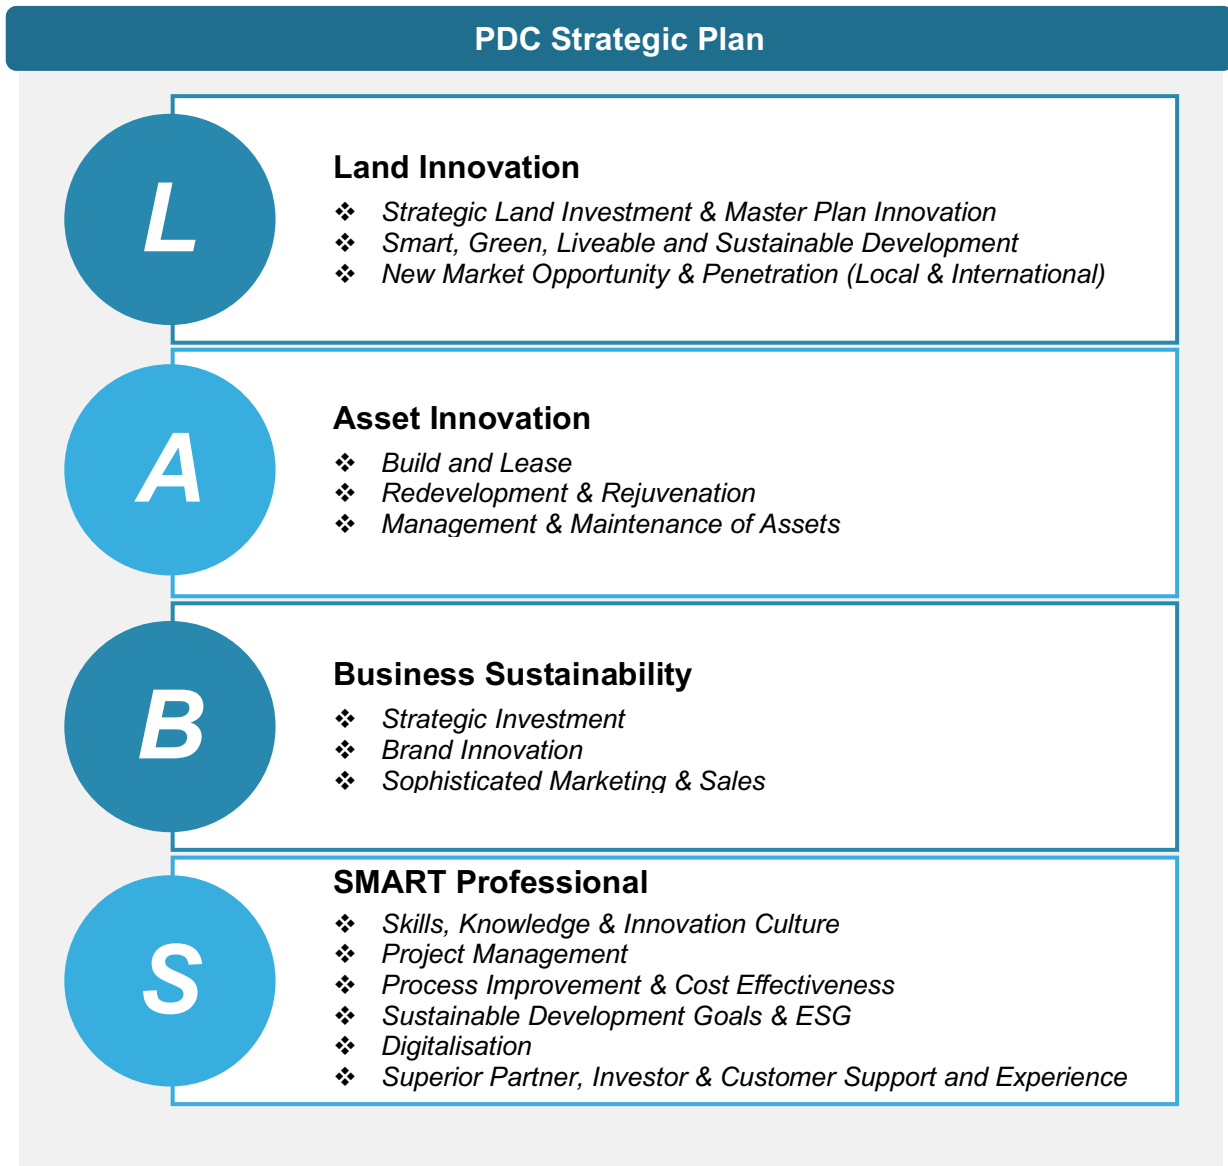 PDC Strategic Plan
L
Land Innovation
❖ Strategic Land Investment & Master Plan Innovation
❖ Smart, Green, Liveable and Sustainable Development
❖ New Market Opportunity & Penetration (Local & International)
A
Asset Innovation
❖ Build and Lease
❖ Redevelopment & Rejuvenation
❖ Management & Maintenance of Assets
B
Business Sustainability
❖ Strategic Investment
❖ Brand Innovation
❖ Sophisticated Marketing & Sales
S
SMART Professional
❖ Skills, Knowledge & Innovation Culture
❖ Project Management
❖ Process Improvement & Cost Effectiveness
❖ Sustainable Development Goals & ESG
❖ Digitalisation
❖ Superior Partner, Investor & Customer Support and Experience